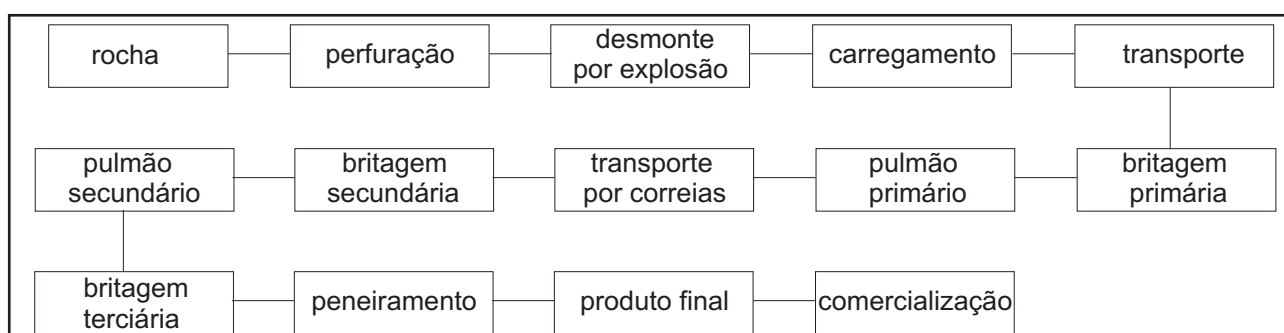 rocha
perfuração
desmonte
por explosão
carregamento
transporte
pulmão
secundário
britagem
secundária
transporte
por correias
pulmão
primário
britagem
primária
britagem
terciária
peneiramento
produto final
comercialização